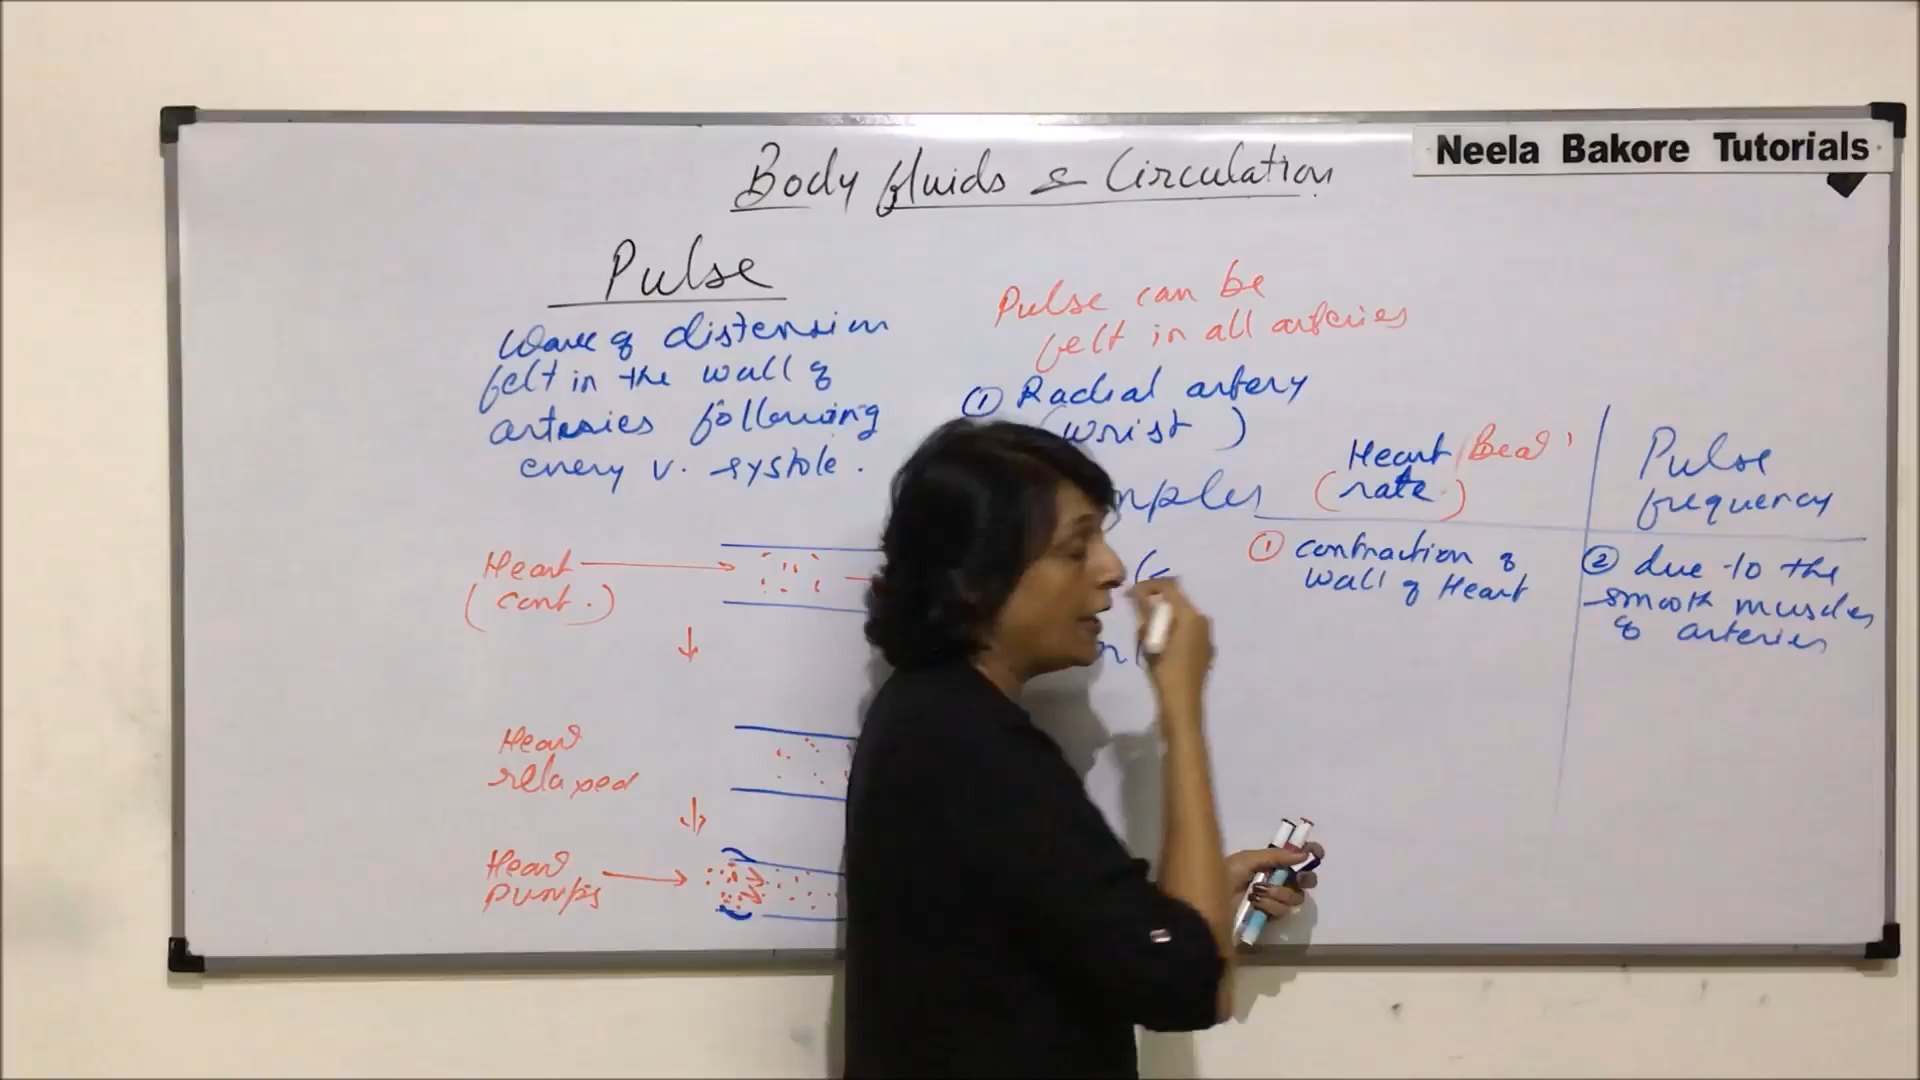 Neela Bakore Tutorials
Body fluids & Circulation
Pulse
Wave of distension
felt in the wall of
arteries following
every v. systole.
Heart
(cont.)
Heart
relaxed
Heart
pumps
Pulse can be
felt in all arteries
① Radial artery
(wrist)
Heart Beat
(rate)
① contraction of
wall of Heart
Pulse
frequency
② due to the
smooth muscles
of arteries